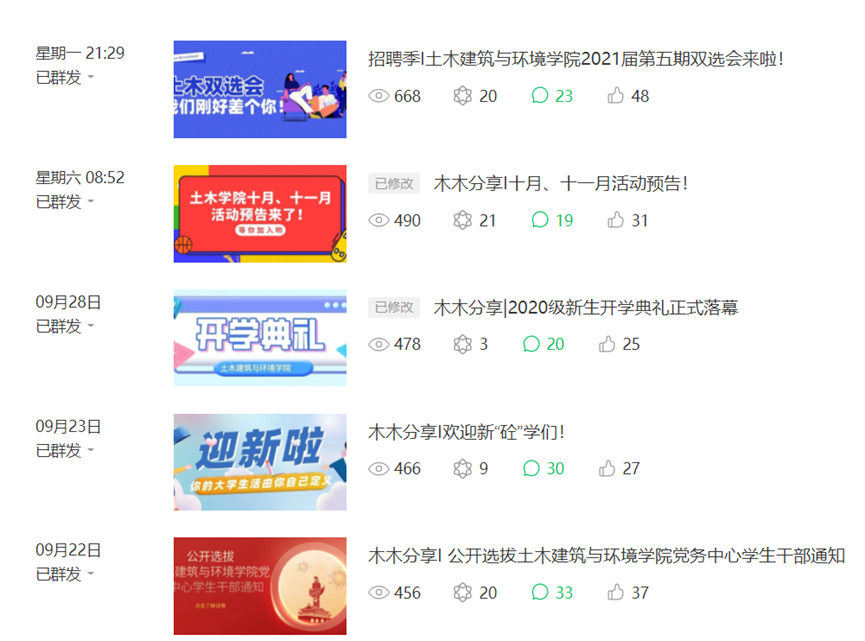 星期一 21:29
已群发
土木双选会
我们刚好差个你!
招聘季I土木建筑与环境学院2021届第五期双选会来啦!
668 20 23 48
星期六 08:52
已群发
土木学院十月、十一月
活动预告来了!
等你加入哟
已修改 木木分享I十月、十一月活动预告!
490 21 19 31
09月28日
已群发
开学典礼
土木建筑与环境学院
已修改 木木分享|2020级新生开学典礼正式落幕
478 3 20 25
09月23日
已群发
迎新啦
你的大学生活由你自己定义
木木分享I欢迎新“砼”学们!
466 9 30 27
09月22日
已群发
公开选拔
建筑与环境学院党
中心学生干部通知
点击了解详情
木木分享I 公开选拔土木建筑与环境学院党务中心学生干部通知
456 20 33 37